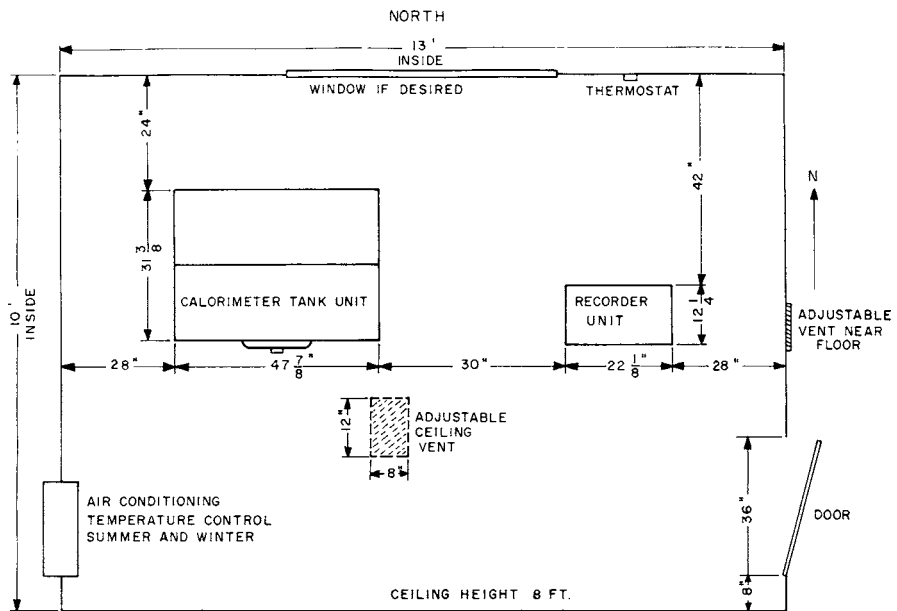 NORTH
13'
INSIDE
WINDOW IF DESIRED
THERMOSTAT
24"
42"
N
31 3/8
10'
INSIDE
CALORIMETER TANK UNIT
RECORDER
UNIT
12 1/4"
ADJUSTABLE
VENT NEAR
FLOOR
28"
47 7/8"
30"
22 1/8"
28"
12"
ADJUSTABLE
CEILING
VENT
8"
AIR CONDITIONING
TEMPERATURE CONTROL
SUMMER AND WINTER
36"
DOOR
8"
CEILING HEIGHT 8 FT.